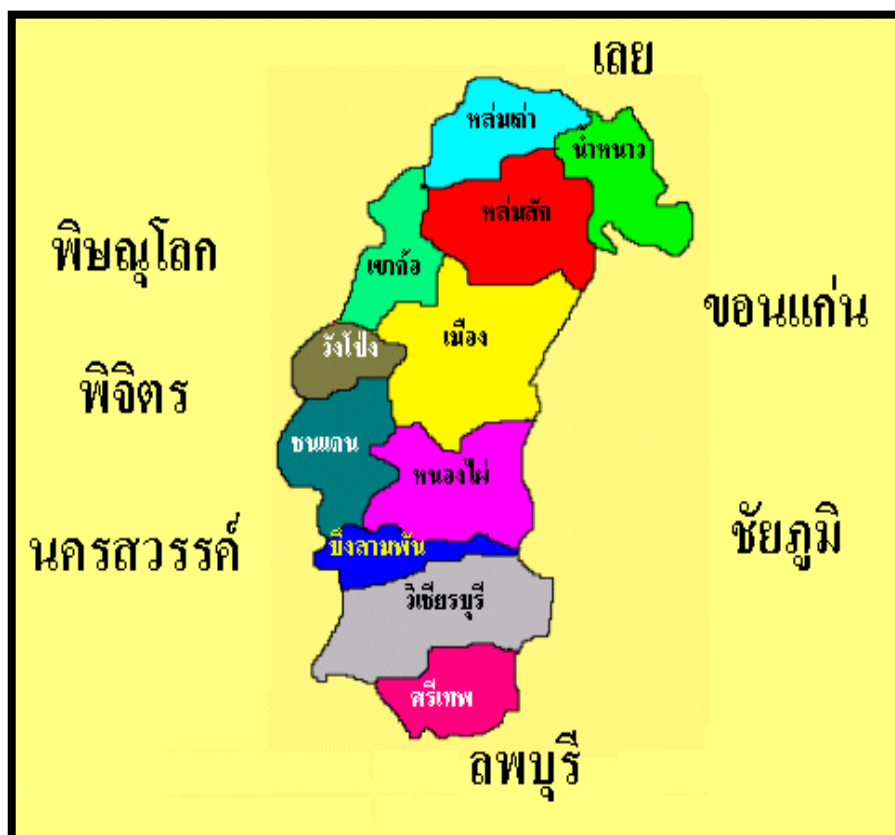 เลย
หล่มเก่า
น้ำหนาว
หล่มสัก
พิษณุโลก
เขาค้อ
ขอนแก่น
เมือง
วังโป่ง
พิจิตร
ชนแดน
หนองไผ่
ชัยภูมิ
นครสวรรค์
บึงสามพัน
วิเชียรบุรี
ศรีเทพ
ลพบุรี